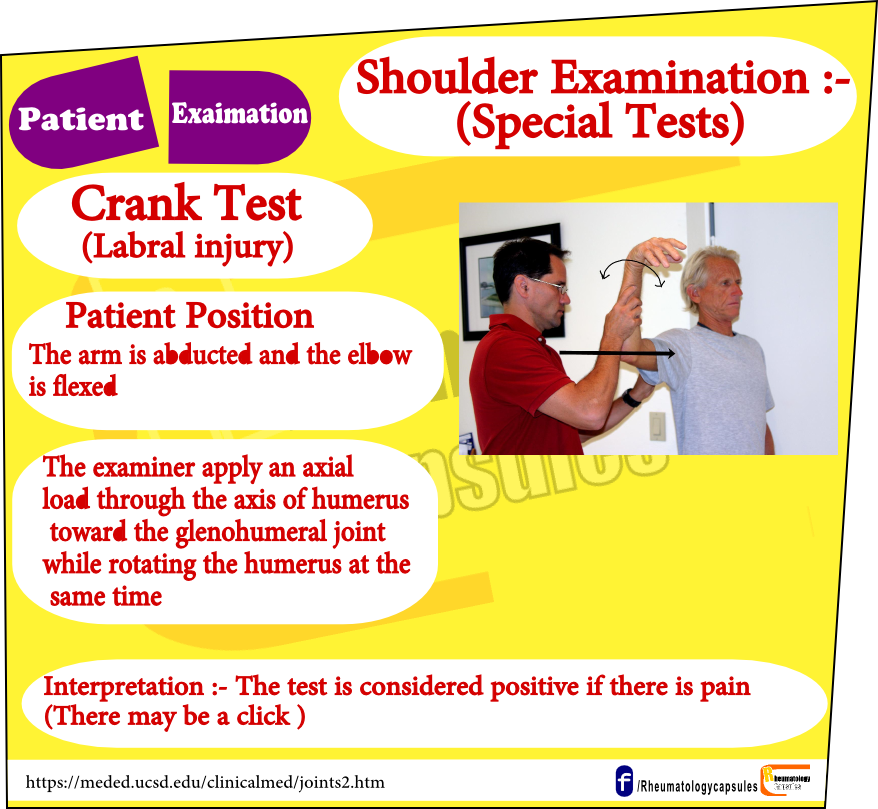 Patient
Exaimation
Shoulder Examination :-
(Special Tests)
Crank Test
(Labral injury)
Patient Position
The arm is abducted and the elbow
is flexed
The examiner apply an axial
load through the axis of humerus
toward the glenohumeral joint
while rotating the humerus at the
same time
Interpretation :- The test is considered positive if there is pain
(There may be a click )
https://meded.ucsd.edu/clinicalmed/joints2.htm
f /Rheumatologycapsules
Rheumatology